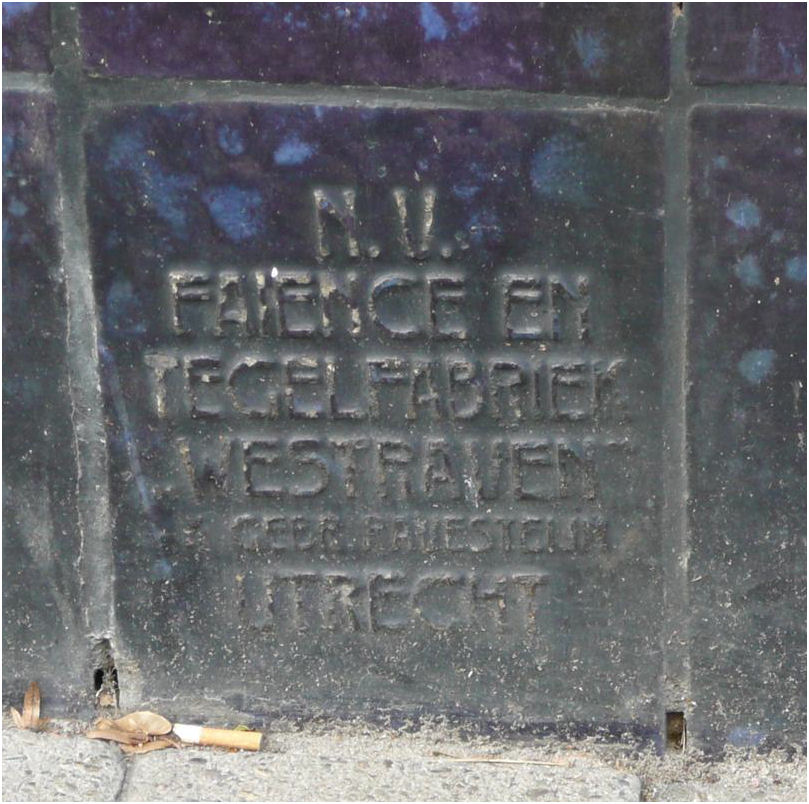 N.V.
FAIENCE EN
TEGELFABRIEK
WESTRAVEN
GEBR. RAVESTEIJN
UTRECHT